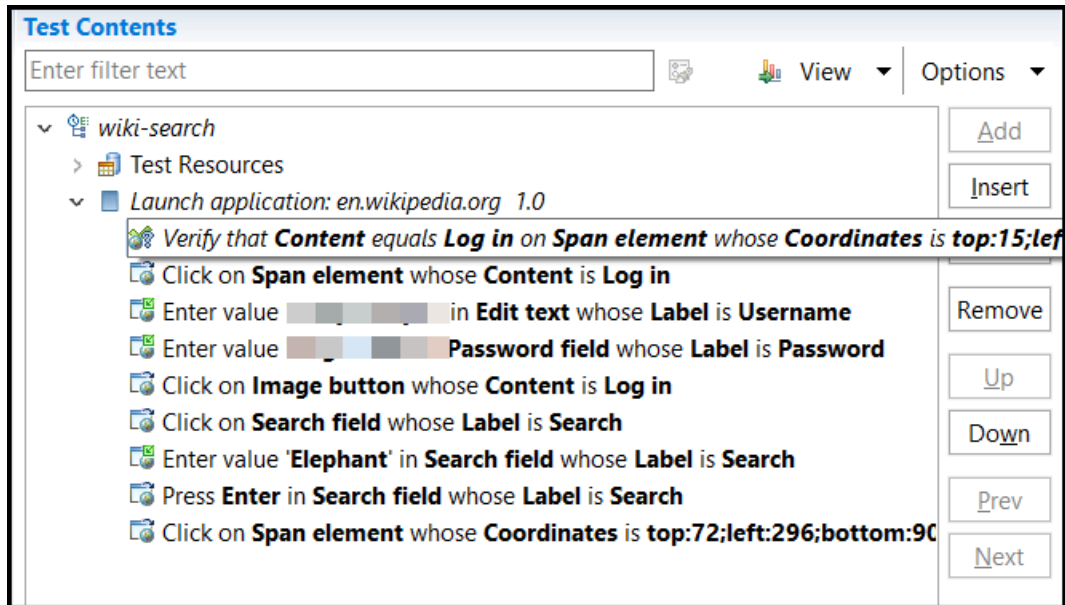 Test Contents
Enter filter text
View
Options
wiki-search
Add
Test Resources
Insert
Launch application: en.wikipedia.org 1.0
Verify that Content equals Log in on Span element whose Coordinates is top:15;lef
Click on Span element whose Content is Log in
Enter value in Edit text whose Label is Username
Remove
Enter value Password field whose Label is Password
Click on Image button whose Content is Log in
Up
Click on Search field whose Label is Search
Down
Enter value 'Elephant' in Search field whose Label is Search
Press Enter in Search field whose Label is Search
Prev
Click on Span element whose Coordinates is top:72;left:296;bottom:90
Next